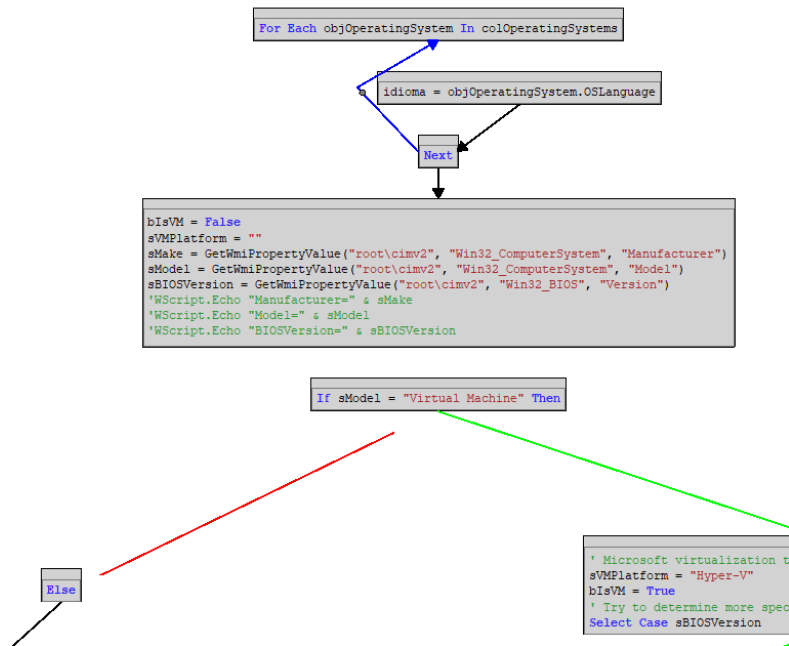 For Each objOperatingSystem In colOperatingSystems
idioma = objOperatingSystem.OSLanguage
Next
bIsVM = False
sVMPlatform = ""
sMake = GetWmiPropertyValue("root\cimv2", "Win32_ComputerSystem", "Manufacturer")
sModel = GetWmiPropertyValue("root\cimv2", "Win32_ComputerSystem", "Model")
sBIOSVersion = GetWmiPropertyValue("root\cimv2", "Win32_BIOS", "Version")
'WScript.Echo "Manufacturer=" & sMake
'WScript.Echo "Model=" & sModel
'WScript.Echo "BIOSVersion=" & sBIOSVersion
If sModel = "Virtual Machine" Then
' Microsoft virtualization t
sVMPlatform = "Hyper-V"
bIsVM = True
' Try to determine more spec
Select Case sBIOSVersion
Else